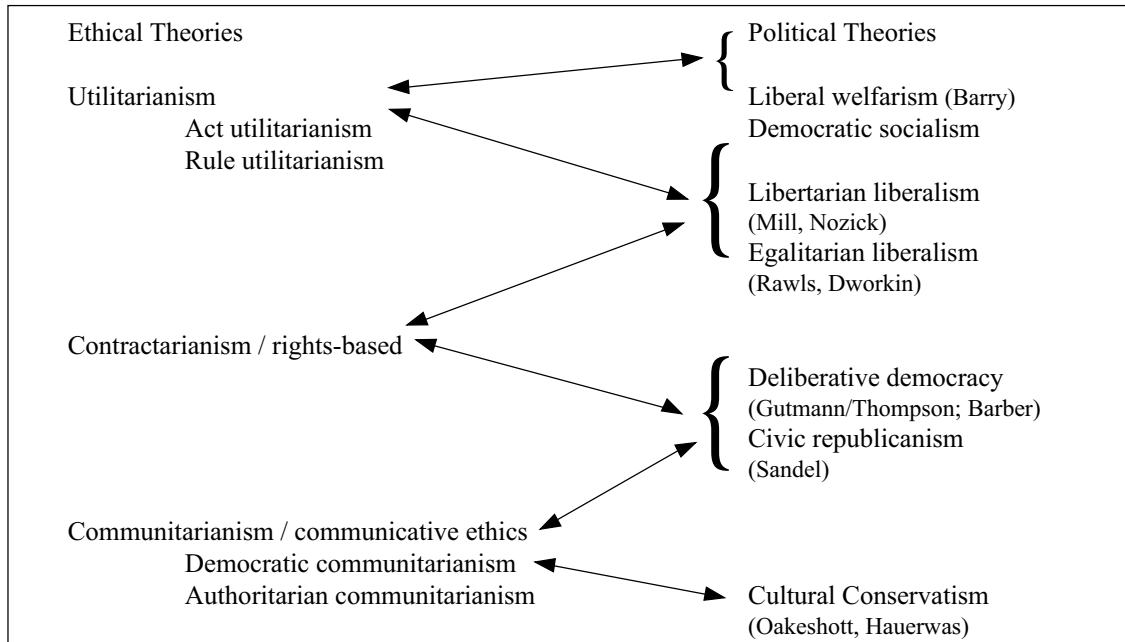 Ethical Theories
Political Theories
Utilitarianism
Act utilitarianism
Rule utilitarianism
Liberal welfarism (Barry)
Democratic socialism
Libertarian liberalism
(Mill, Nozick)
Egalitarian liberalism
(Rawls, Dworkin)
Contractarianism / rights-based
Deliberative democracy
(Gutmann/Thompson; Barber)
Civic republicanism
(Sandel)
Communitarianism / communicative ethics
Democratic communitarianism
Authoritarian communitarianism
Cultural Conservatism
(Oakeshott, Hauerwas)